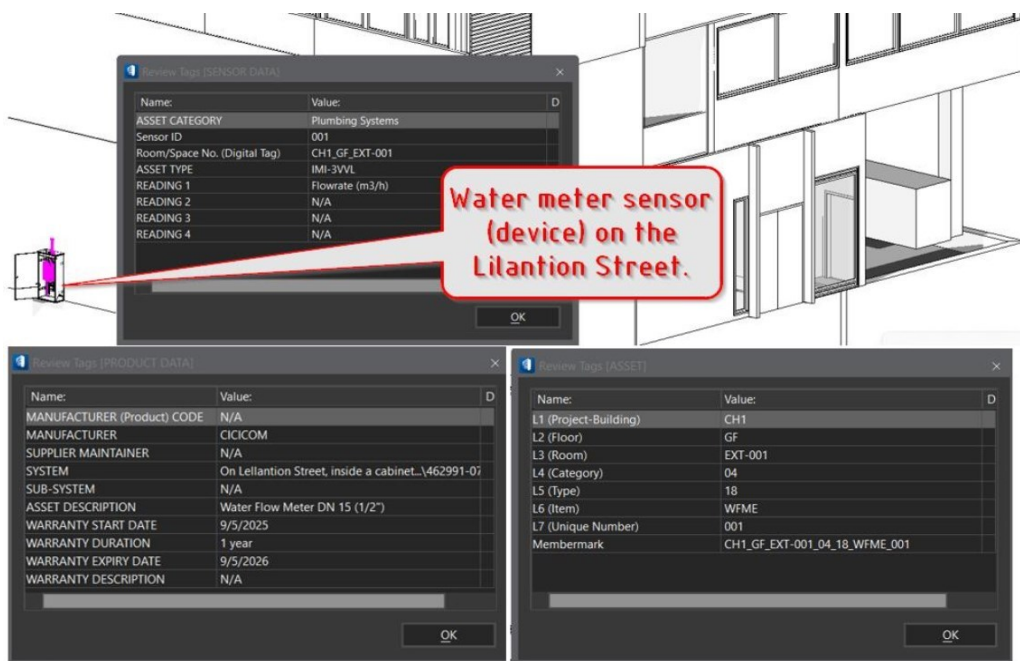 Review Tags [SENSOR DATA]
Name: Value: D
ASSET CATEGORY Plumbing Systems
Sensor ID 001
Room/Space No. (Digital Tag) CH1_GF_EXT-001
ASSET TYPE IMI-3VVL
READING 1 Flowrate (m3/h)
READING 2 N/A
READING 3 N/A
READING 4 N/A
OK
Water meter sensor
(device) on the
Lilantion Street.
Review Tags [PRODUCT DATA]
Name: Value: D
MANUFACTURER (Product) CODE N/A
MANUFACTURER CICICOM
SUPPLIER MAINTAINER N/A
SYSTEM On Lellantion Street, inside a cabinet...\462991-07
SUB-SYSTEM N/A
ASSET DESCRIPTION Water Flow Meter DN 15 (1/2")
WARRANTY START DATE 9/5/2025
WARRANTY DURATION 1 year
WARRANTY EXPIRY DATE 9/5/2026
WARRANTY DESCRIPTION N/A
OK
Review Tags [ASSET]
Name: Value: D
L1 (Project-Building) CH1
L2 (Floor) GF
L3 (Room) EXT-001
L4 (Category) 04
L5 (Type) 18
L6 (Item) WFME
L7 (Unique Number) 001
Membermark CH1_GF_EXT-001_04_18_WFME_001
OK